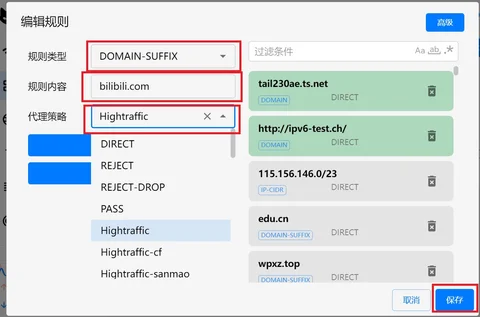 编辑规则
高级
规则类型
DOMAIN-SUFFIX
规则内容
bilibili.com
代理策略
Hightraffic
DIRECT
REJECT
REJECT-DROP
PASS
Hightraffic
Hightraffic-cf
Hightraffic-sanmao
过滤条件
Aa ab .*
tail230ae.ts.net
DOMAIN DIRECT
http://ipv6-test.ch/
DOMAIN DIRECT
115.156.146.0/23
IP-CIDR DIRECT
edu.cn
DOMAIN-SUFFIX DIRECT
wpxz.top
DOMAIN-SUFFIX DIRECT
取消
保存